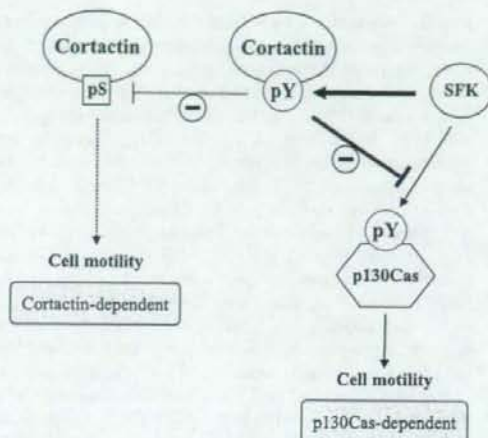 Cortactin
pS
Cortactin
pY
SFK
pY
p130Cas
Cell motility
Cortactin-dependent
Cell motility
p130Cas-dependent